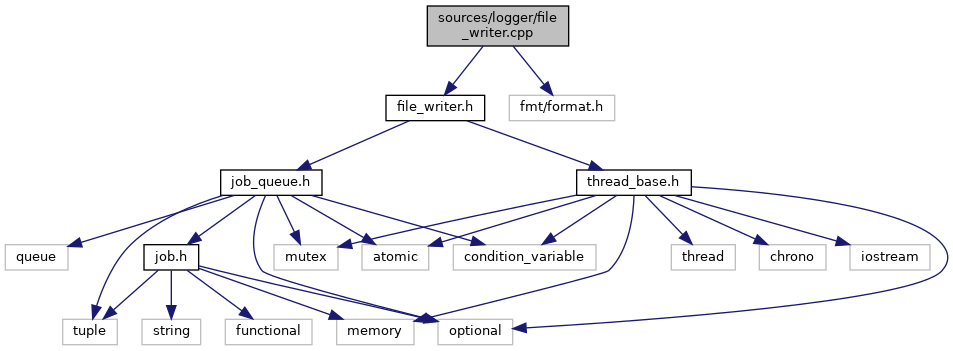 sources/logger/file
_writer.cpp
file_writer.h
fmt/format.h
job_queue.h
thread_base.h
queue
job.h
mutex
atomic
condition_variable
thread
chrono
iostream
tuple
string
functional
memory
optional